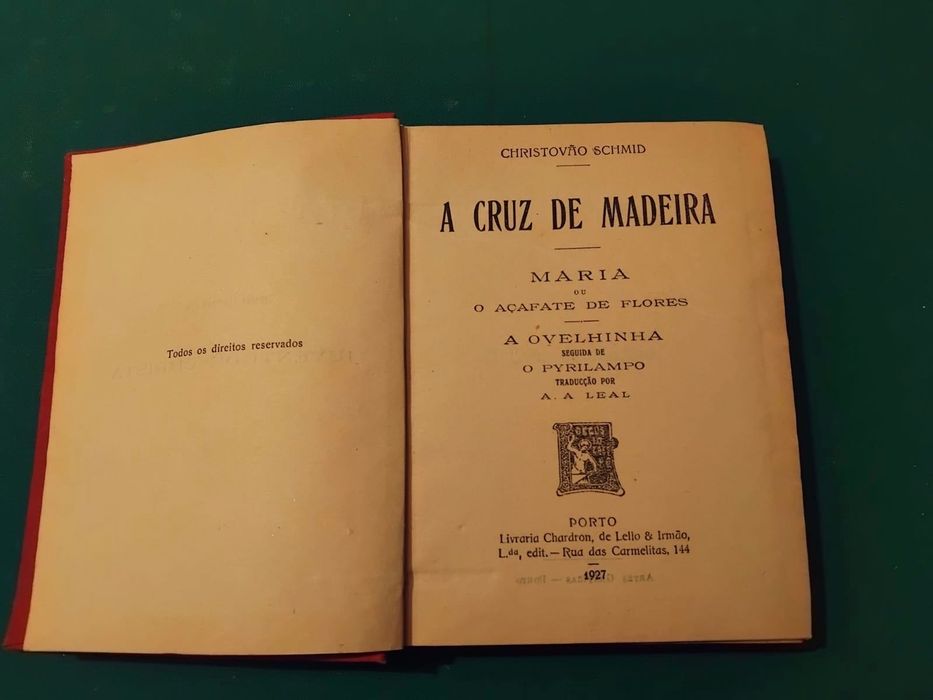 Todos os direitos reservados
CHRISTOVÃO SCHMID
A CRUZ DE MADEIRA
MARIA
OU
O AÇAFATE DE FLORES
A OVELHINHA
SEGUIDA DE
O PYRILAMPO
TRADUCÇÃO POR
A. A LEAL
PORTO
Livraria Chardron, de Lello & Irmão,
L.da, edit. — Rua das Carmelitas, 144
1927